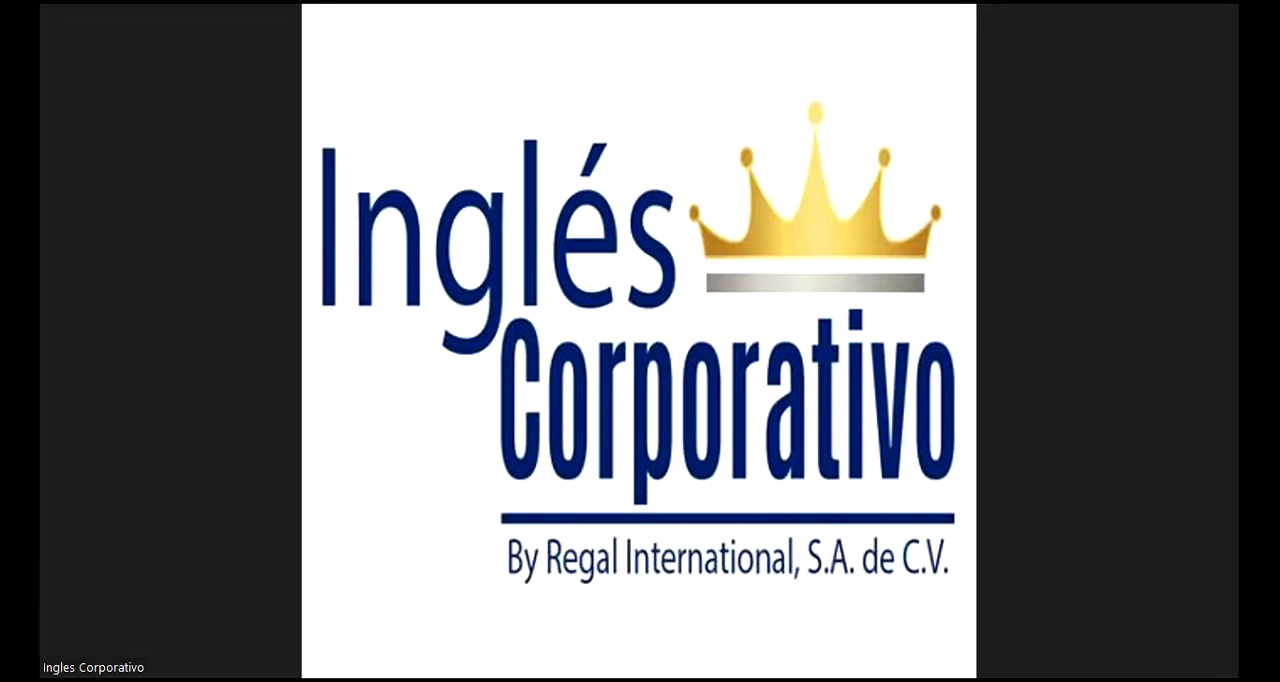 Inglés
Corporativo
By Regal International, S.A. de C.V.
Ingles Corporativo